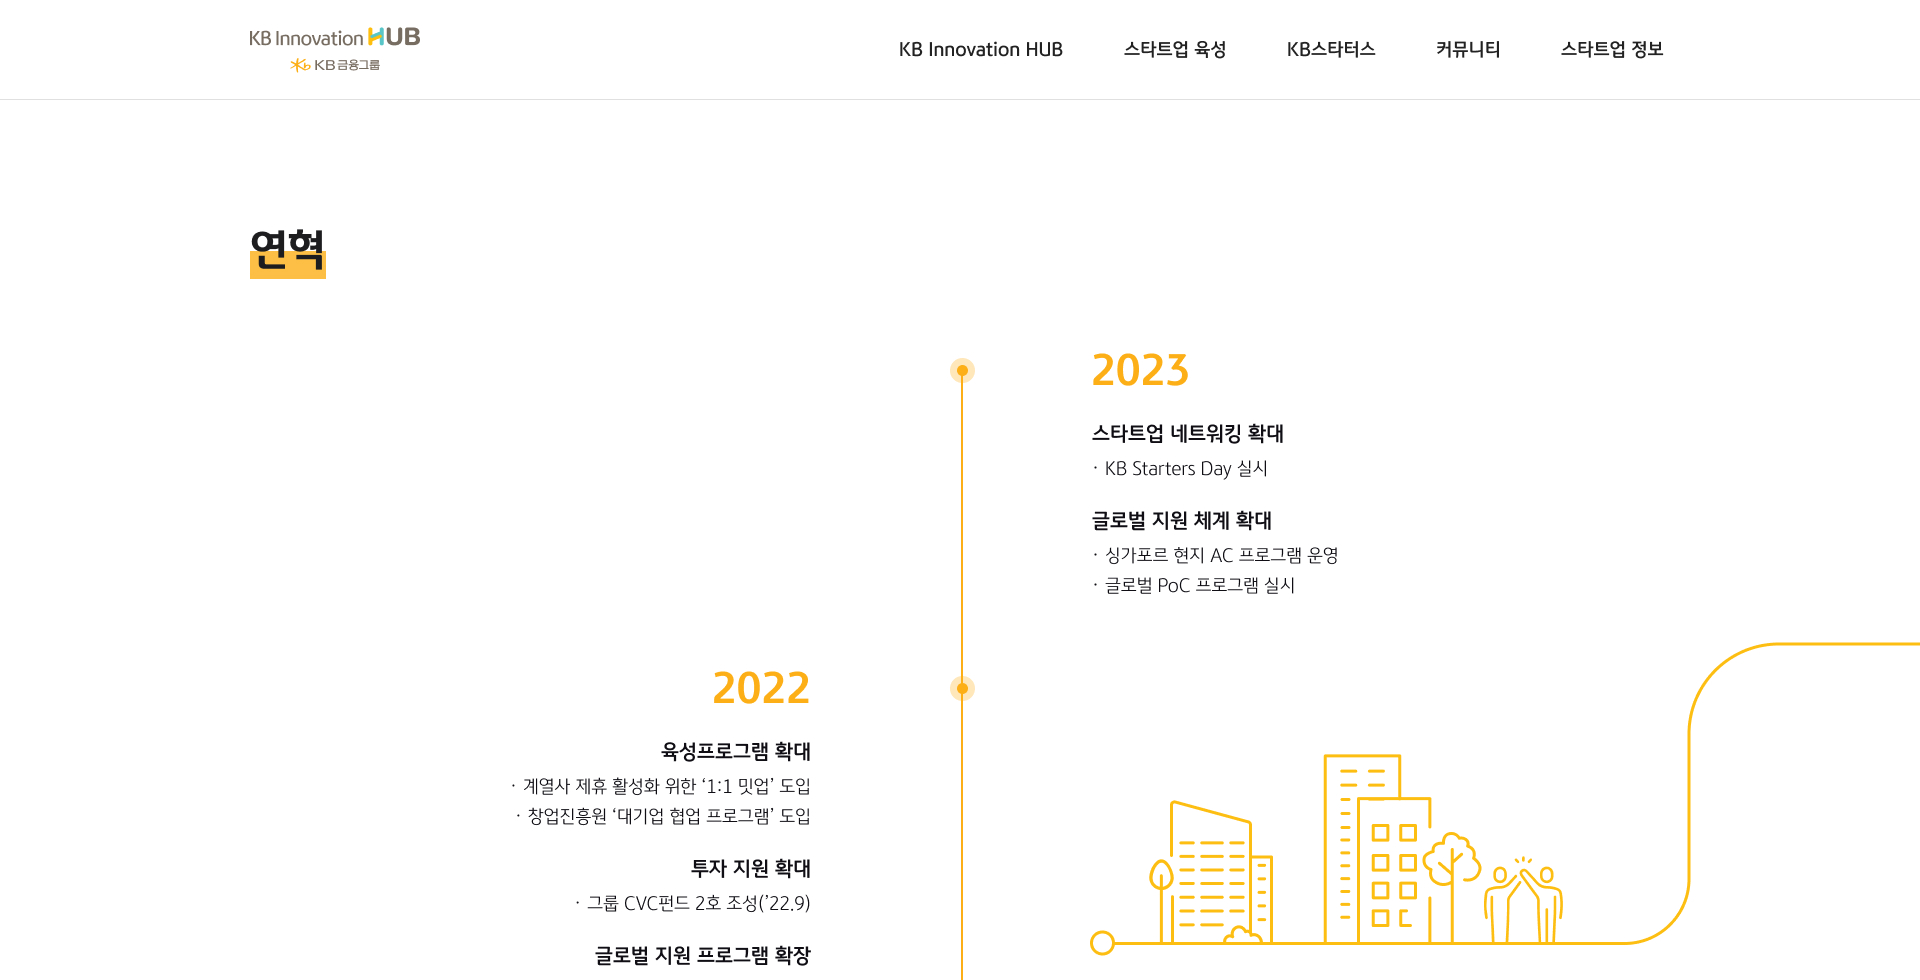 KB Innovation HUB
KB 금융그룹
KB Innovation HUB
스타트업 육성
KB스타터스
커뮤니티
스타트업 정보
연혁
2023
스타트업 네트워킹 확대
· KB Starters Day 실시
글로벌 지원 체계 확대
· 싱가포르 현지 AC 프로그램 운영
· 글로벌 PoC 프로그램 실시
2022
육성프로그램 확대
· 계열사 제휴 활성화 위한 ‘1:1 밋업’ 도입
· 창업진흥원 ‘대기업 협업 프로그램’ 도입
투자 지원 확대
· 그룹 CVC펀드 2호 조성(’22.9)
글로벌 지원 프로그램 확장